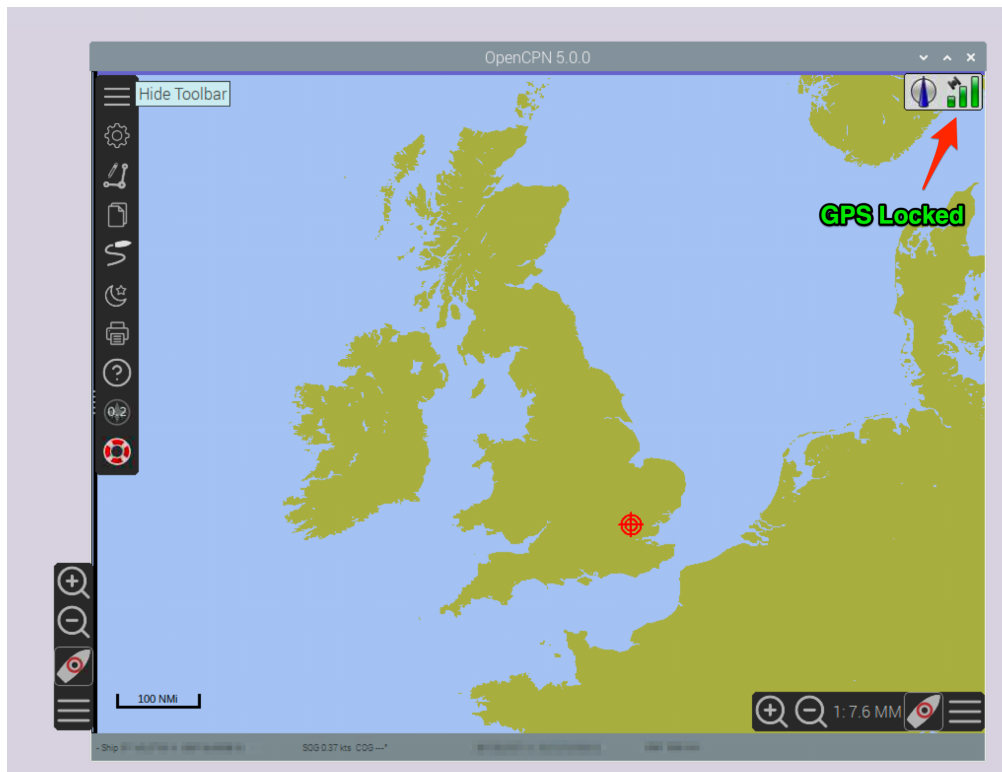 OpenCPN 5.0.0
Hide Toolbar
GPS Locked
0.2
100 NMi
1: 7.6 MM
- Ship
SOG 0.37 kts COG ---°